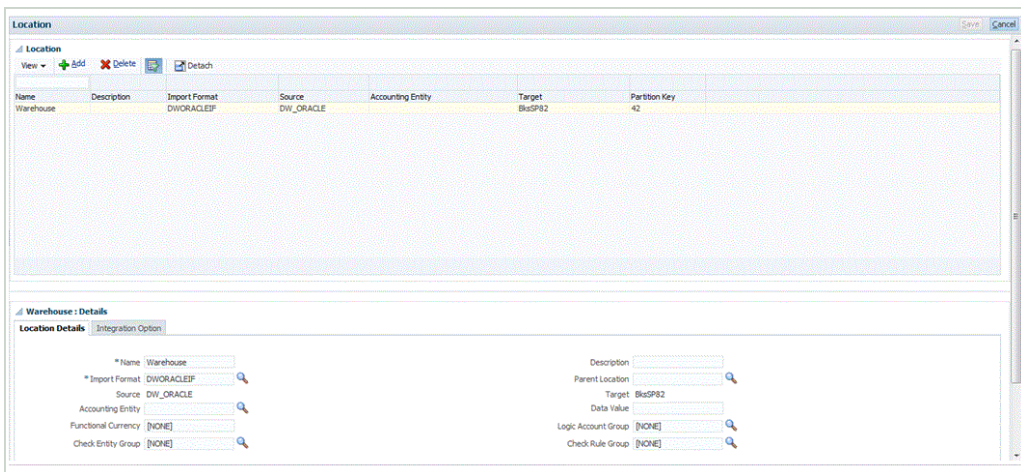 Location Save Cancel
Location
View Add Delete Detach
Name Description Import Format Source Accounting Entity Target Partition Key
Warehouse DWORACLEIF DW_ORACLE BksSP82 42
Warehouse : Details
Location Details Integration Option
* Name Warehouse Description
* Import Format DWORACLEIF Parent Location
Source DW_ORACLE Target BksSP82
Accounting Entity Data Value
Functional Currency [NONE] Logic Account Group [NONE]
Check Entity Group [NONE] Check Rule Group [NONE]